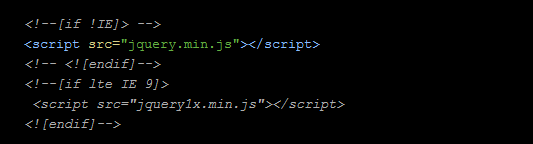 <!--[if !IE]> -->
<script src="jquery.min.js"></script>
<!-- <![endif]-->
<!--[if lte IE 9]>
<script src="jquery1x.min.js"></script>
<![endif]-->